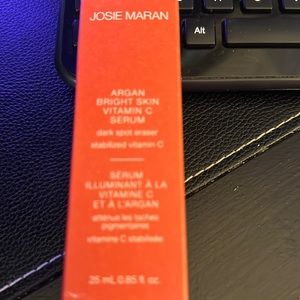 JOSIE MARAN
Alt
ARGAN
BRIGHT SKIN
VITAMIN C
SERUM
dark spot eraser
stabilized vitamin C
SÉRUM
ILLUMINANT À LA
VITAMINE C
ET À L'ARGAN
atténue les taches
pigmentaires
vitamine C stabilisée
25 mL 0.85 fl. oz.